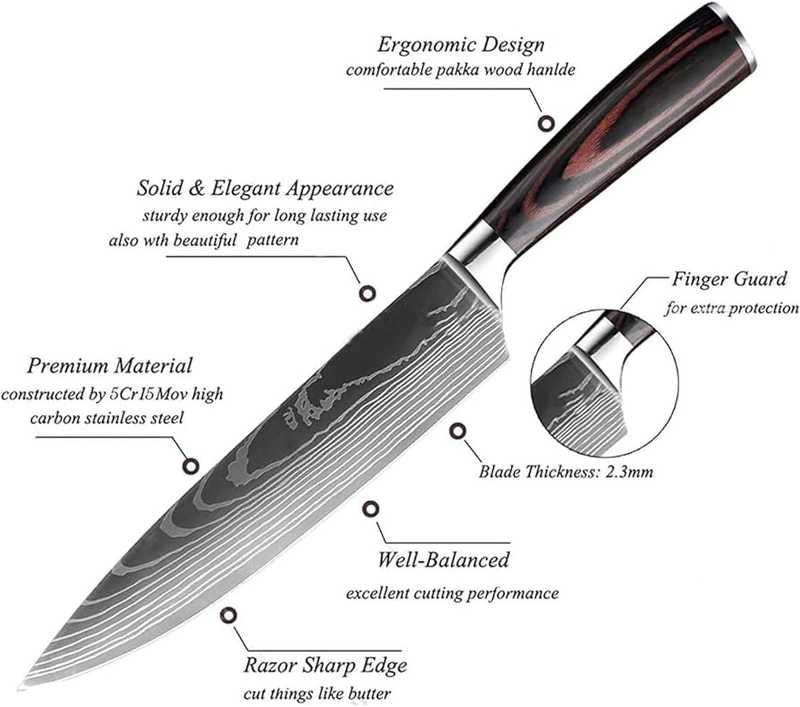 Ergonomic Design
comfortable pakka wood hanlde
Solid & Elegant Appearance
sturdy enough for long lasting use
also wth beautiful pattern
Finger Guard
for extra protection
Premium Material
constructed by 5Cr15Mov high
carbon stainless steel
Blade Thickness: 2.3mm
Well-Balanced
excellent cutting performance
Razor Sharp Edge
cut things like butter